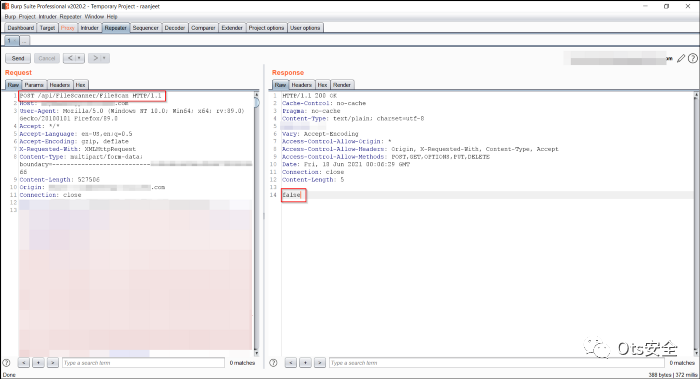 Burp Suite Professional v2020.2 - Temporary Project - raanjeet
Burp Project Intruder Repeater Window Help
Dashboard Target Proxy Intruder Repeater Sequencer Decoder Comparer Extender Project options User options
1 ...
Send Cancel < >
.com
Request
Raw Params Headers Hex
1 POST /api/FileScanner/FileScan HTTP/1.1
2 Host: .com
3 User-Agent: Mozilla/5.0 (Windows NT 10.0; Win64; x64; rv:89.0)
Gecko/20100101 Firefox/89.0
4 Accept: */*
5 Accept-Language: en-US,en;q=0.5
6 Accept-Encoding: gzip, deflate
7 X-Requested-With: XMLHttpRequest
8 Content-Type: multipart/form-data;
boundary=---------------------------
68
9 Content-Length: 527508
10 Origin: .com
11 Connection: close
12
13
Response
Raw Headers Hex Render
1 HTTP/1.1 200 OK
2 Cache-Control: no-cache
3 Pragma: no-cache
4 Content-Type: text/plain; charset=utf-8
5
6 Vary: Accept-Encoding
7 Access-Control-Allow-Origin: *
8 Access-Control-Allow-Headers: Origin, X-Requested-With, Content-Type, Accept
9 Access-Control-Allow-Methods: POST,GET,OPTIONS,PUT,DELETE
10 Date: Fri, 18 Jun 2021 00:06:29 GMT
11 Connection: close
12 Content-Length: 5
13
14 false
Ots安全
? < + > Type a search term 0 matches
? < + > Type a search term 0 matches
Done
388 bytes | 372 millis